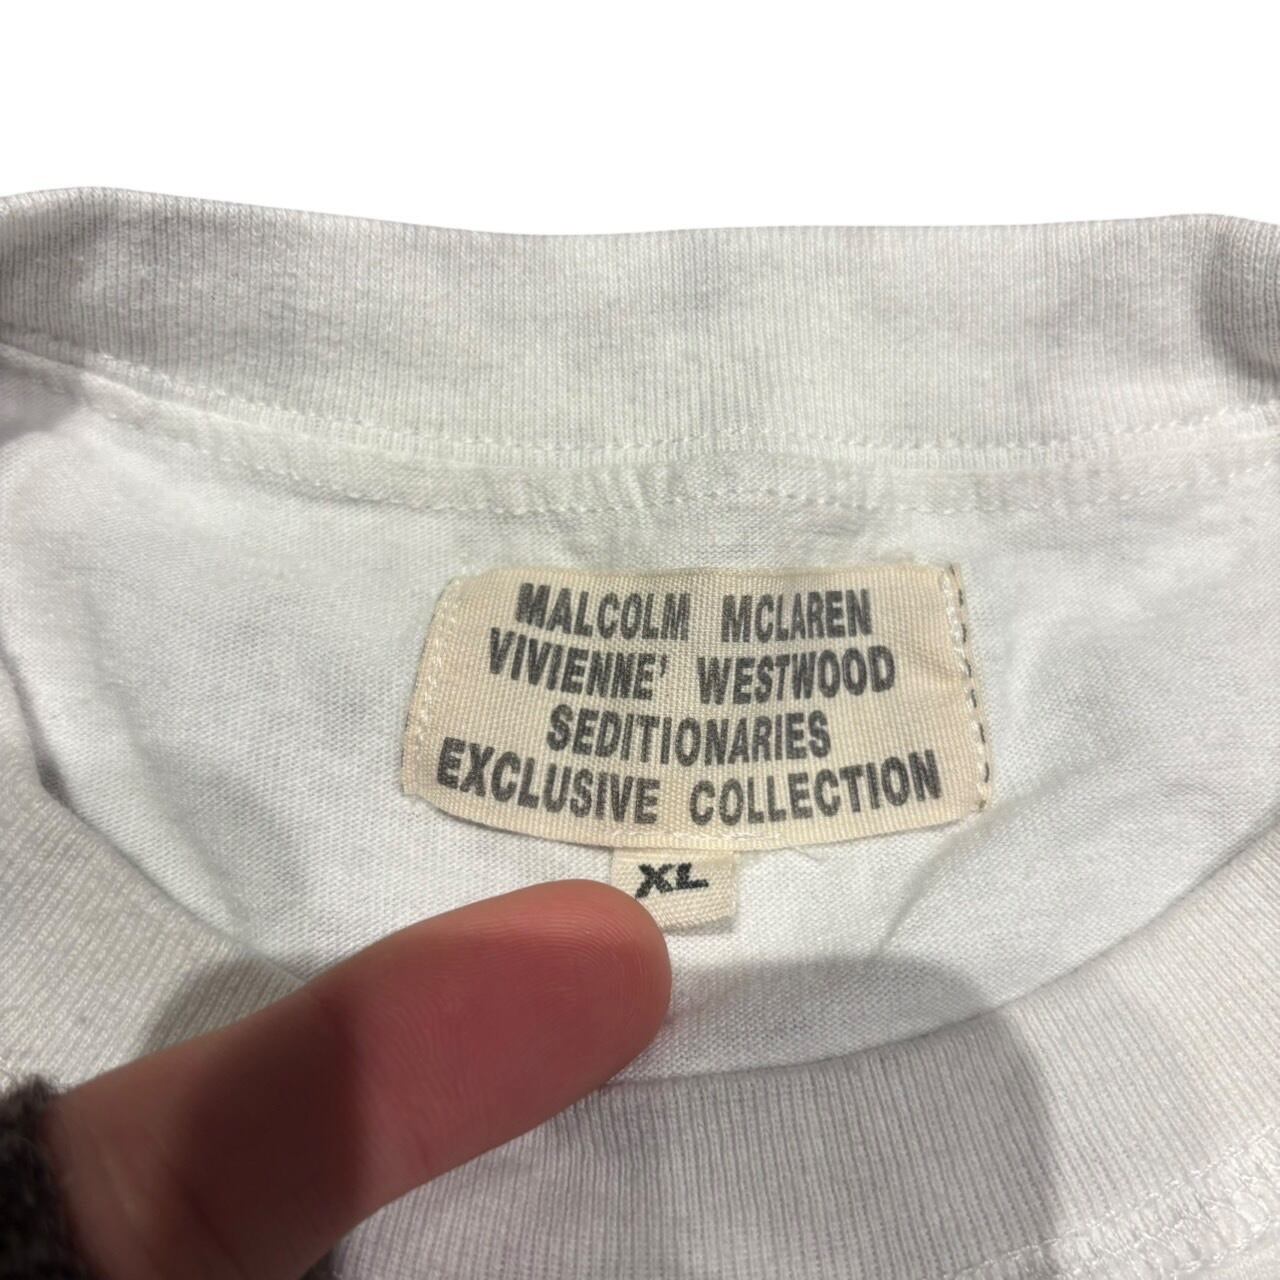 MALCOLM MCLAREN
VIVIENNE' WESTWOOD
SEDITIONARIES
EXCLUSIVE COLLECTION
XL